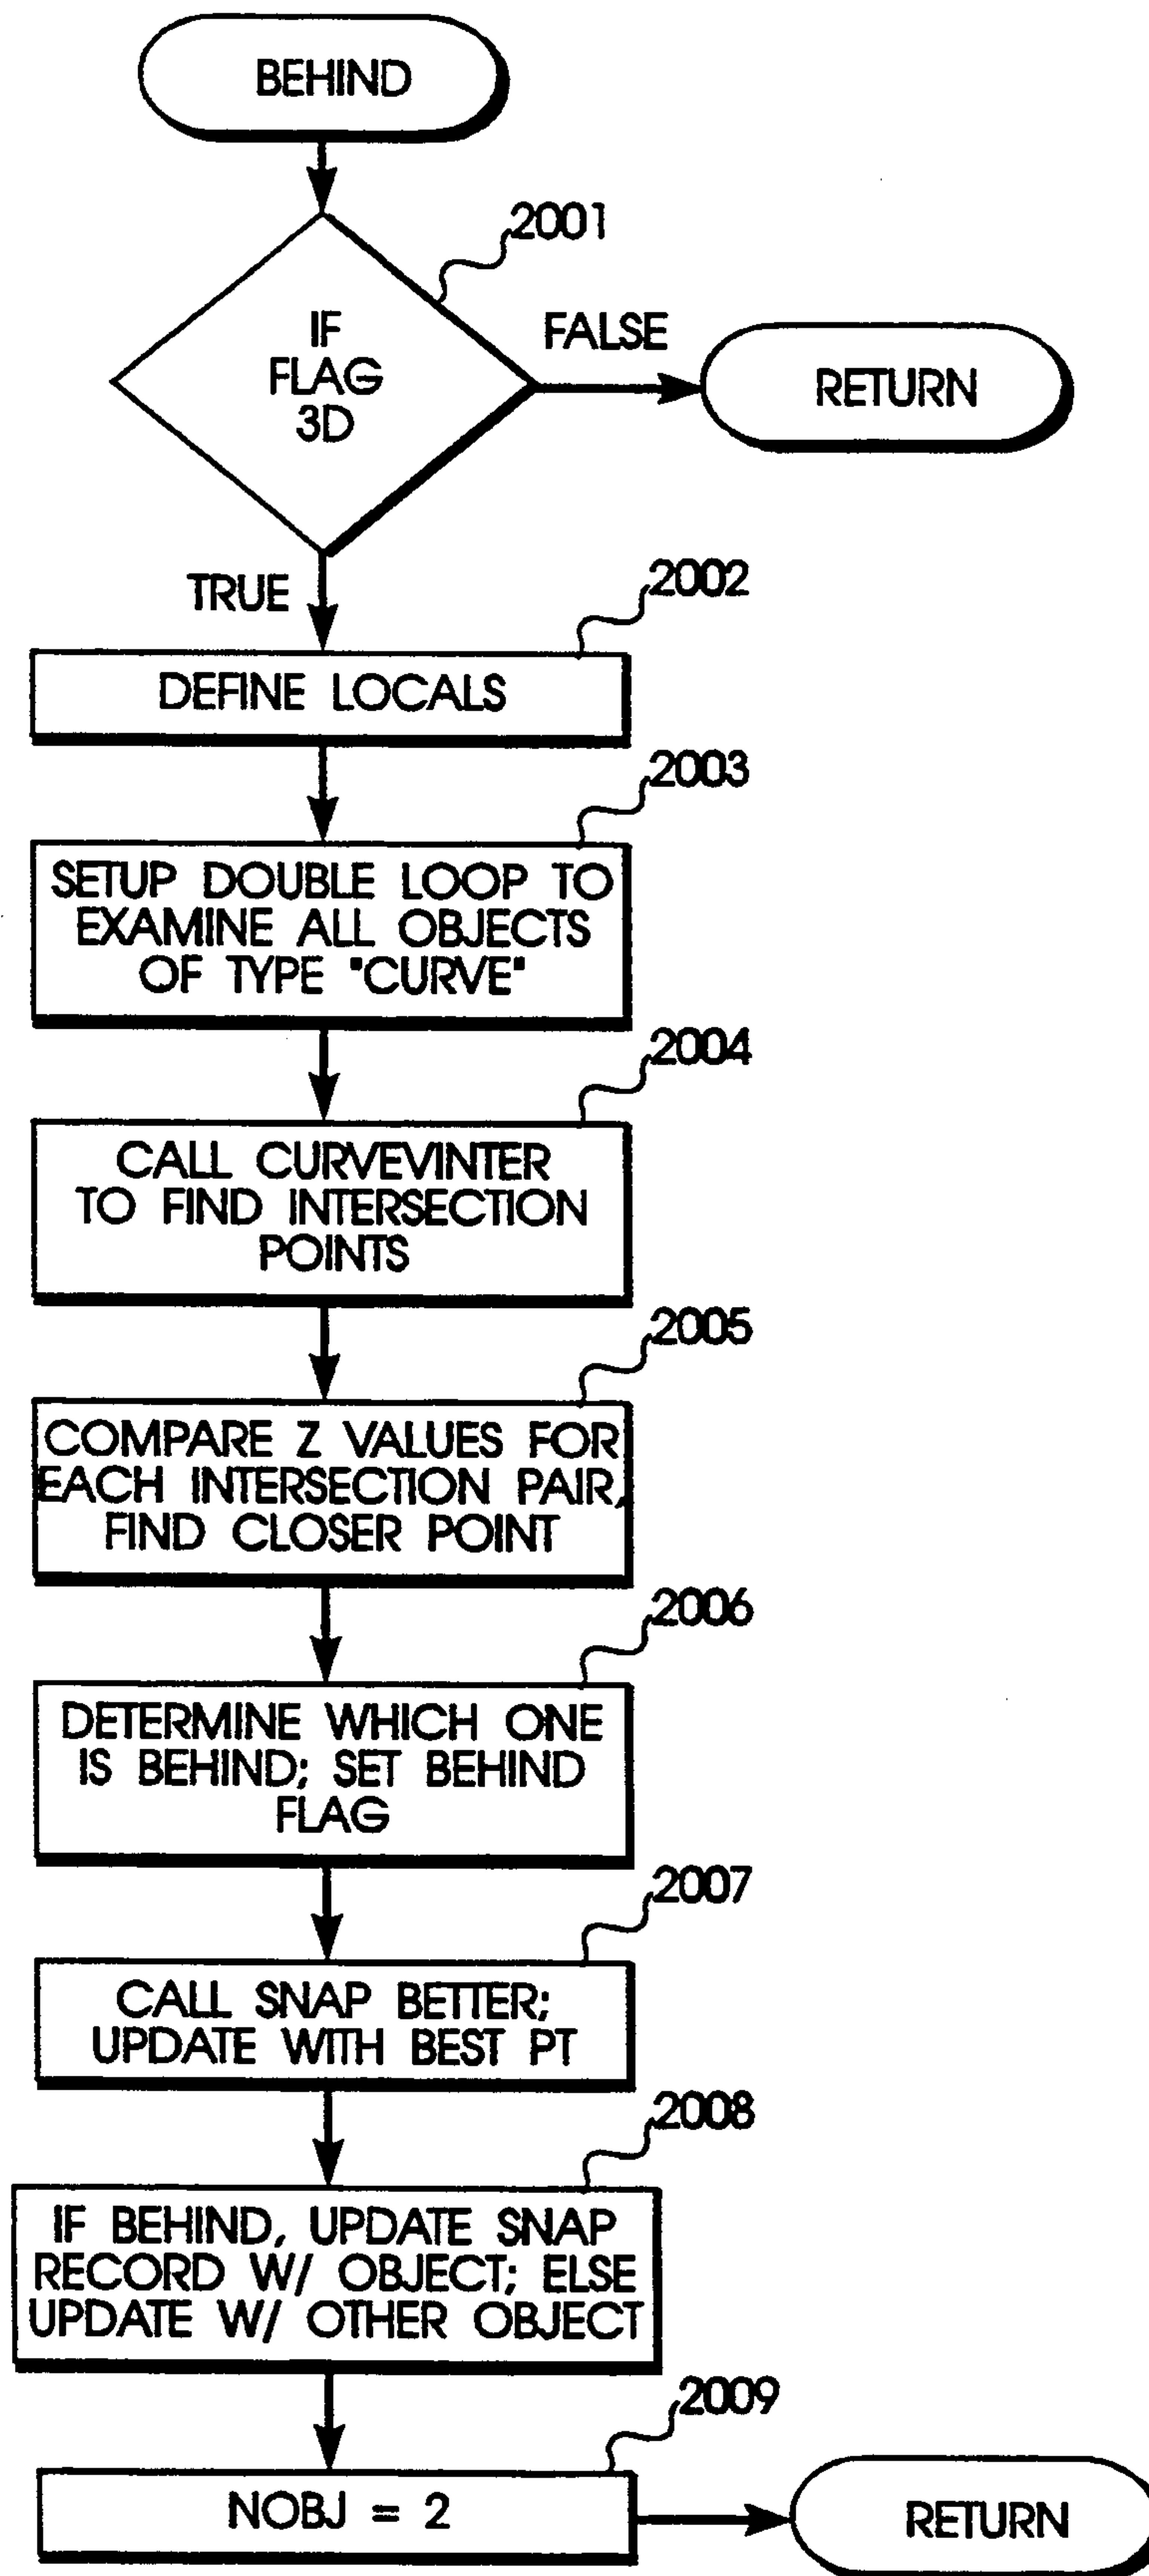 BEHIND
2001
IF
FLAG
3D
FALSE
RETURN
TRUE
2002
DEFINE LOCALS
2003
SETUP DOUBLE LOOP TO
EXAMINE ALL OBJECTS
OF TYPE "CURVE"
2004
CALL CURVEVINTER
TO FIND INTERSECTION
POINTS
2005
COMPARE Z VALUES FOR
EACH INTERSECTION PAIR,
FIND CLOSER POINT
2006
DETERMINE WHICH ONE
IS BEHIND; SET BEHIND
FLAG
2007
CALL SNAP BETTER;
UPDATE WITH BEST PT
2008
IF BEHIND, UPDATE SNAP
RECORD W/ OBJECT; ELSE
UPDATE W/ OTHER OBJECT
2009
NOBJ = 2
RETURN